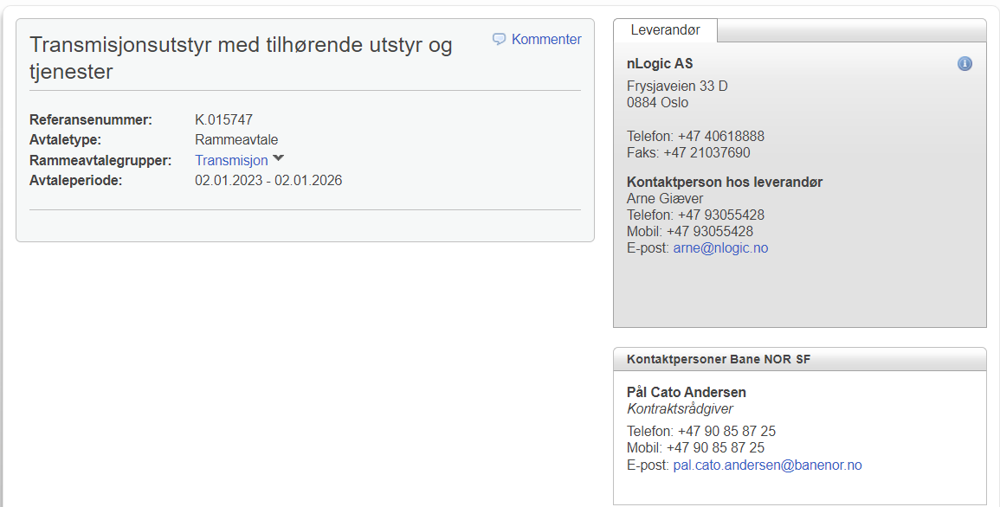 Transmisjonsutstyr med tilhørende utstyr og
tjenester
Kommenter
Referansenummer: K.015747
Avtaletype: Rammeavtale
Rammeavtalegrupper: Transmisjon
Avtaleperiode: 02.01.2023 - 02.01.2026
Leverandør
nLogic AS
Frysjaveien 33 D
0884 Oslo
Telefon: +47 40618888
Faks: +47 21037690
Kontaktperson hos leverandør
Arne Giæver
Telefon: +47 93055428
Mobil: +47 93055428
E-post: arne@nlogic.no
Kontaktpersoner Bane NOR SF
Pål Cato Andersen
Kontraktsrådgiver
Telefon: +47 90 85 87 25
Mobil: +47 90 85 87 25
E-post: pal.cato.andersen@banenor.no